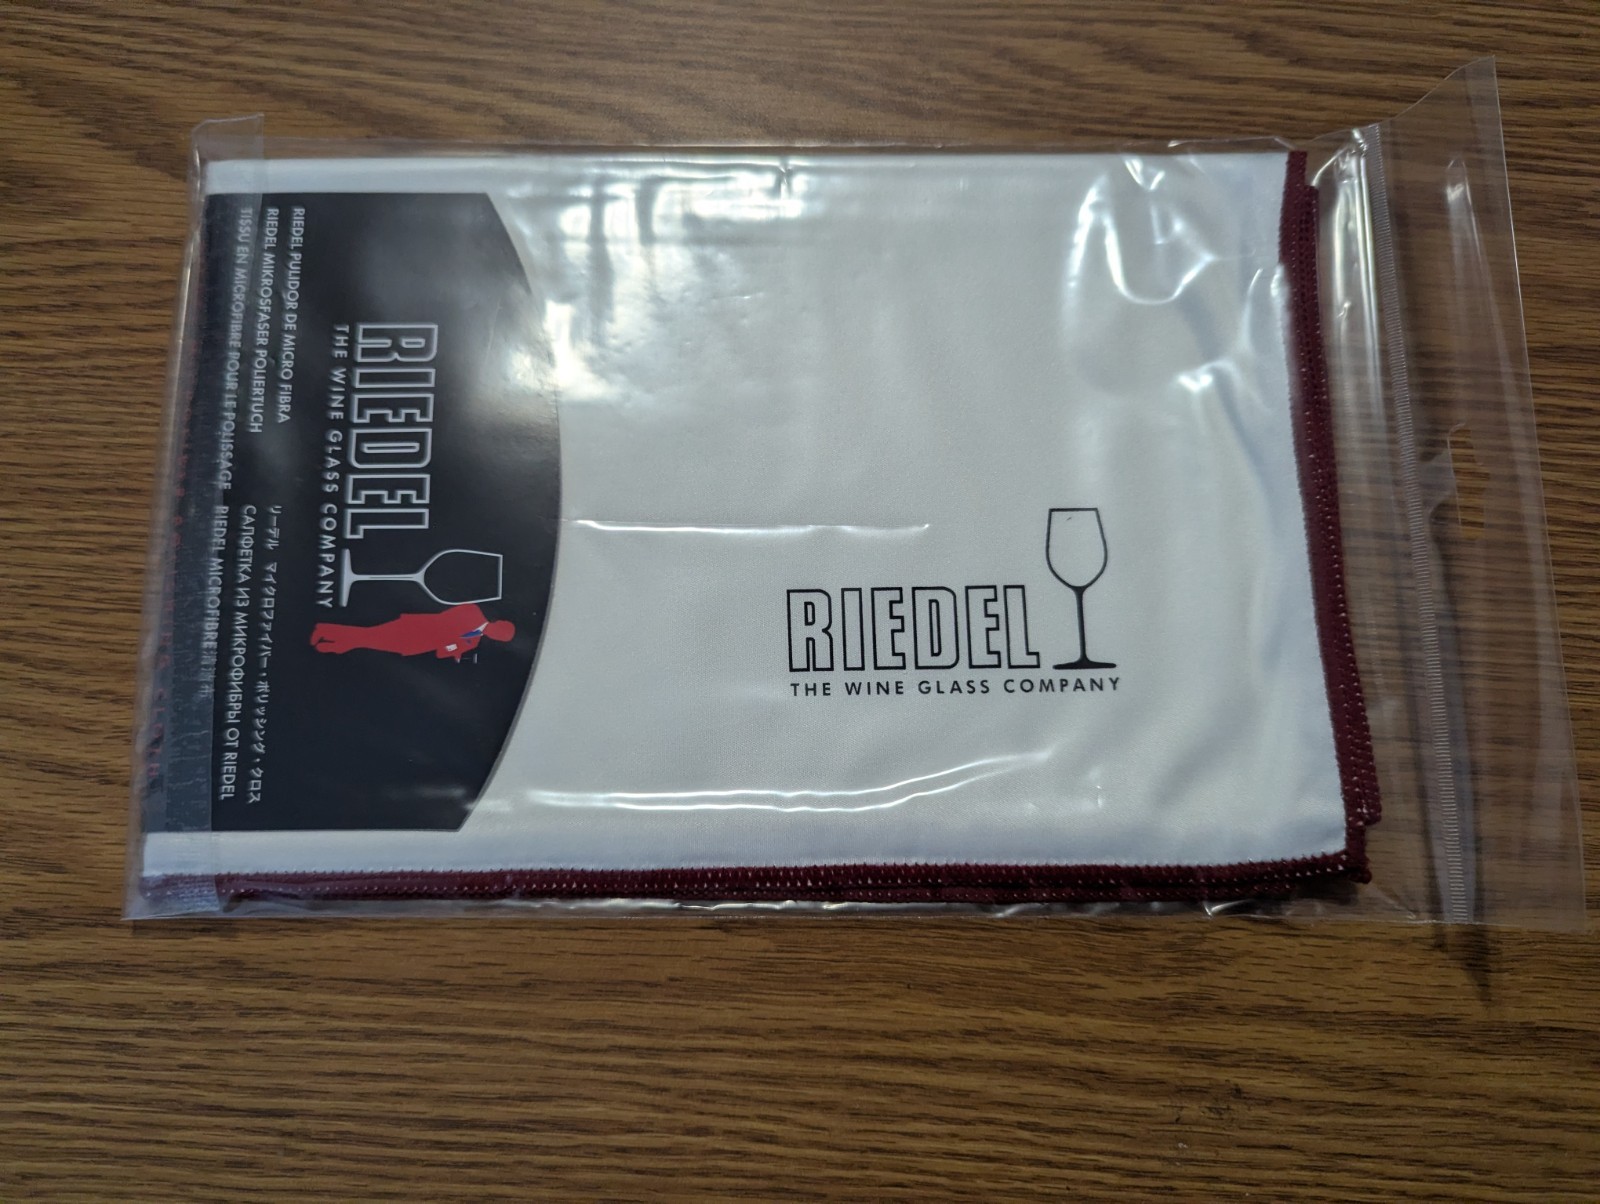 RIEDEL
THE WINE GLASS COMPANY
RIEDEL PULIDOR DE MICRO FIBRA
RIEDEL MIKROSFASER POLIERTUCH
TISSU EN MICROFIBRE POUR LE POLISSAGE
リーデル マイクロファイバー・ポリッシング・クロス
САЛФЕТКА ИЗ МИКРОФИБРЫ ОТ RIEDEL
RIEDEL MICROFIBRE
RIEDEL
THE WINE GLASS COMPANY